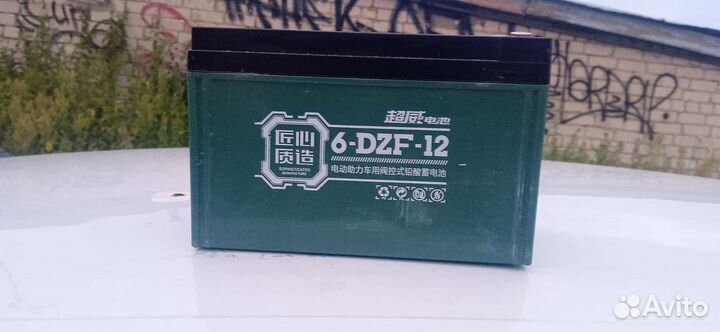 超威电池
匠心
质造
SOPHISTICATED
MANUFACTURE
6-DZF-12
电动助力车用阀控式铅酸蓄电池
Avito